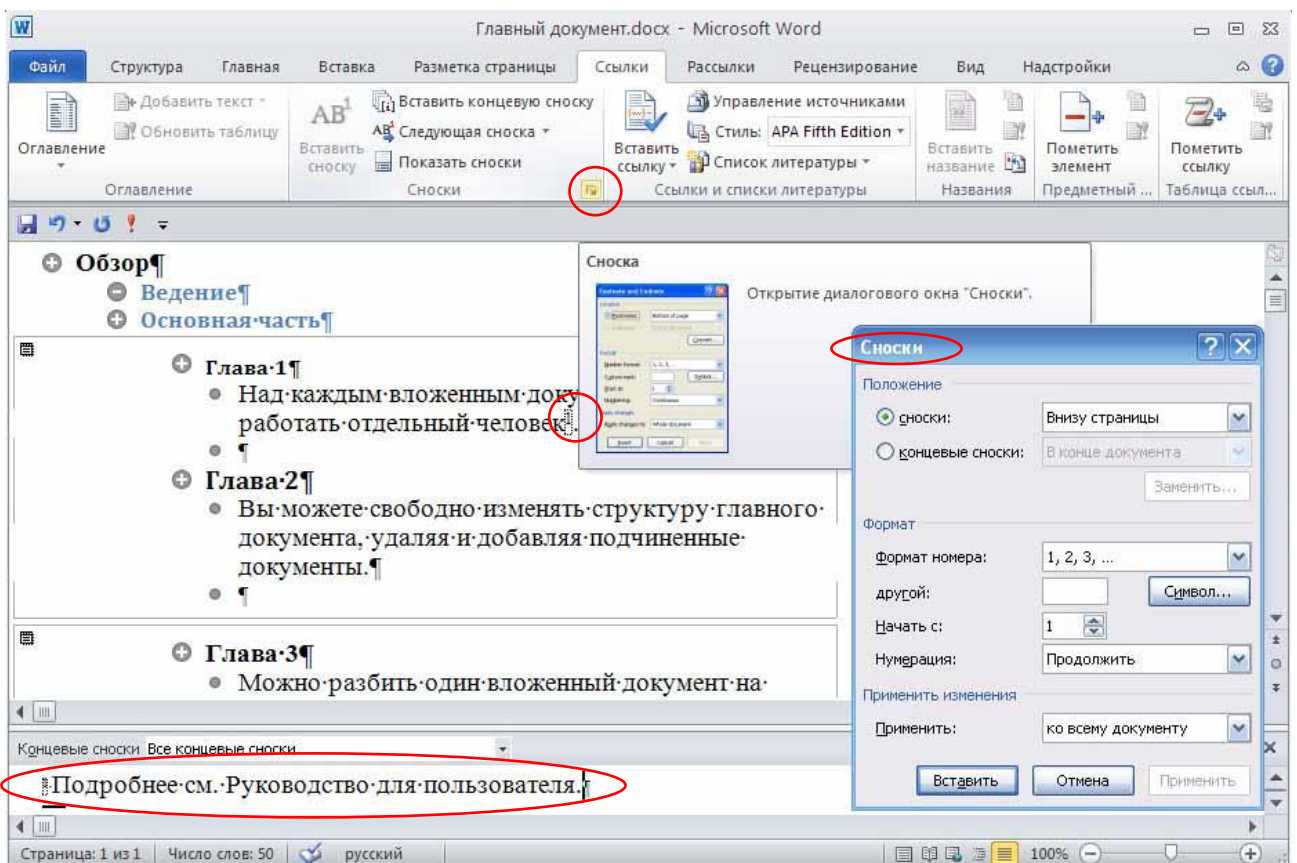 Главный документ.docx - Microsoft Word
Файл Структура Главная Вставка Разметка страницы Ссылки Рассылки Рецензирование Вид Надстройки
Оглавление
Добавить текст
Обновить таблицу
Оглавление
AB1
Вставить сноску
Вставить концевую сноску
Следующая сноска
Показать сноски
Сноски
Вставить ссылку
Управление источниками
Стиль: APA Fifth Edition
Список литературы
Ссылки и списки литературы
Вставить название
Названия
Пометить элемент
Предметный ...
Пометить ссылку
Таблица ссыл...
Обзор¶
Ведение¶
Основная·часть¶
Глава·1¶
Над·каждым·вложенным·доку
работать·отдельный·человек
¶
Глава·2¶
Вы·можете·свободно·изменять·структуру·главного·
документа,·удаляя·и·добавляя·подчиненные·
документы.¶
¶
Глава·3¶
Можно·разбить·один·вложенный·документ·на·
Сноска
Открытие диалогового окна "Сноски".
Сноски
Положение
сноски: Внизу страницы
концевые сноски: В конце документа
Заменить...
Формат
Формат номера: 1, 2, 3, ...
другой: Символ...
Начать с: 1
Нумерация: Продолжить
Применить изменения
Применить: ко всему документу
Вставить Отмена Применить
Концевые сноски Все концевые сноски
Подробнее·см.·Руководство·для·пользователя.
Страница: 1 из 1 Число слов: 50 русский 100%